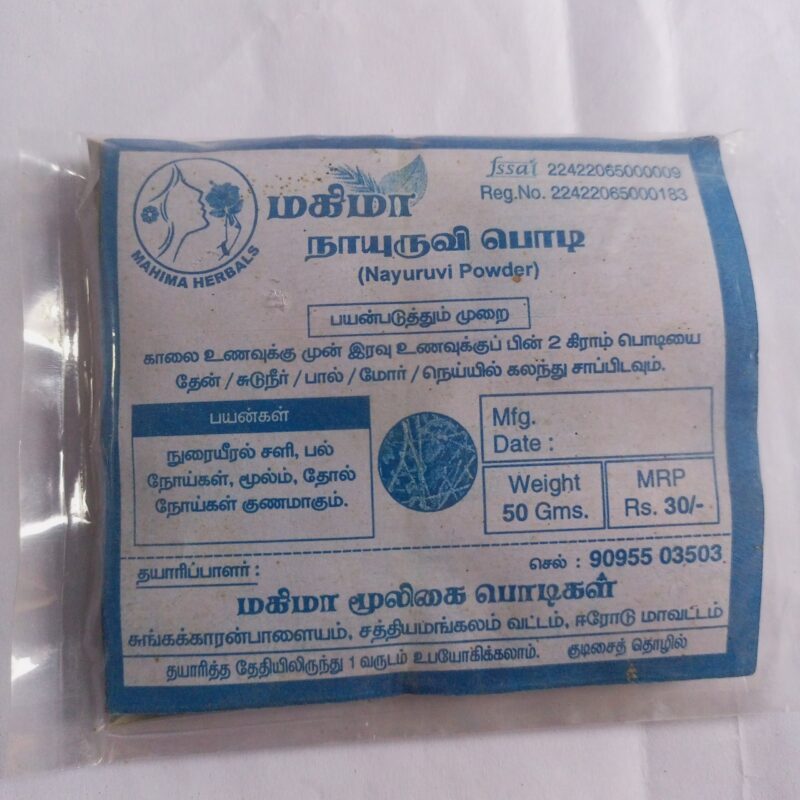 fssai 22422065000009
Reg.No. 22422065000183
MAHIMA HERBALS
மகிமா
நாயுருவி பொடி
(Nayuruvi Powder)
பயன்படுத்தும் முறை
காலை உணவுக்கு முன் இரவு உணவுக்குப் பின் 2 கிராம் பொடியை
தேன் / சுடுநீர் / பால் / மோர் / நெய்யில் கலந்து சாப்பிடவும்.
பயன்கள்
நுரையீரல் சளி, பல்
நோய்கள், மூல்ம், தோல்
நோய்கள் குணமாகும்.
Mfg.
Date :
Weight
50 Gms.
MRP
Rs. 30/-
செல் : 90955 03503
தயாரிப்பாளர் :
மகிமா மூலிகை பொடிகள்
சுங்கக்காரன்பாளையம், சத்தியமங்கலம் வட்டம், ஈரோடு மாவட்டம்
தயாரித்த தேதியிலிருந்து 1 வருடம் உபயோகிக்கலாம். குடிசைத் தொழில்